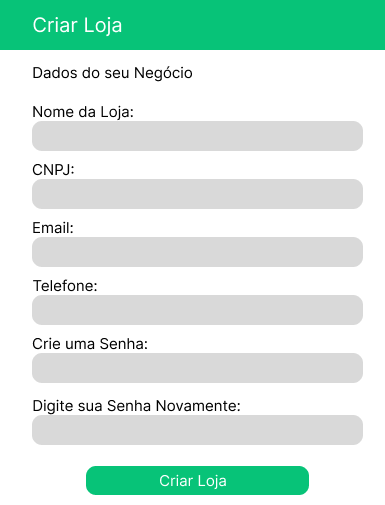 Criar Loja
Dados do seu Negócio
Nome da Loja:
CNPJ:
Email:
Telefone:
Crie uma Senha:
Digite sua Senha Novamente:
Criar Loja